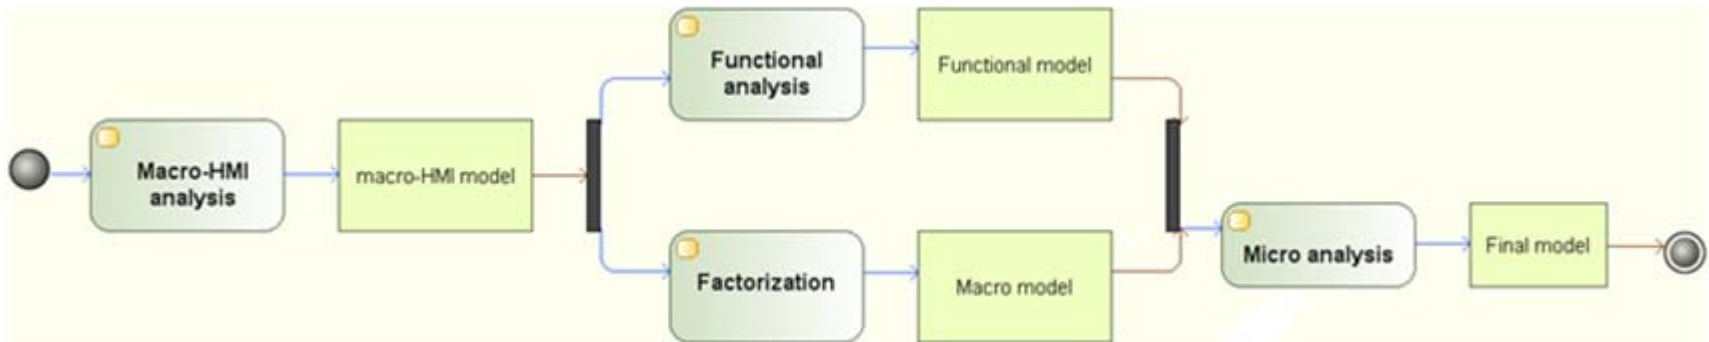 Macro-HMI
analysis
macro-HMI model
Functional
analysis
Functional model
Factorization
Macro model
Micro analysis
Final model